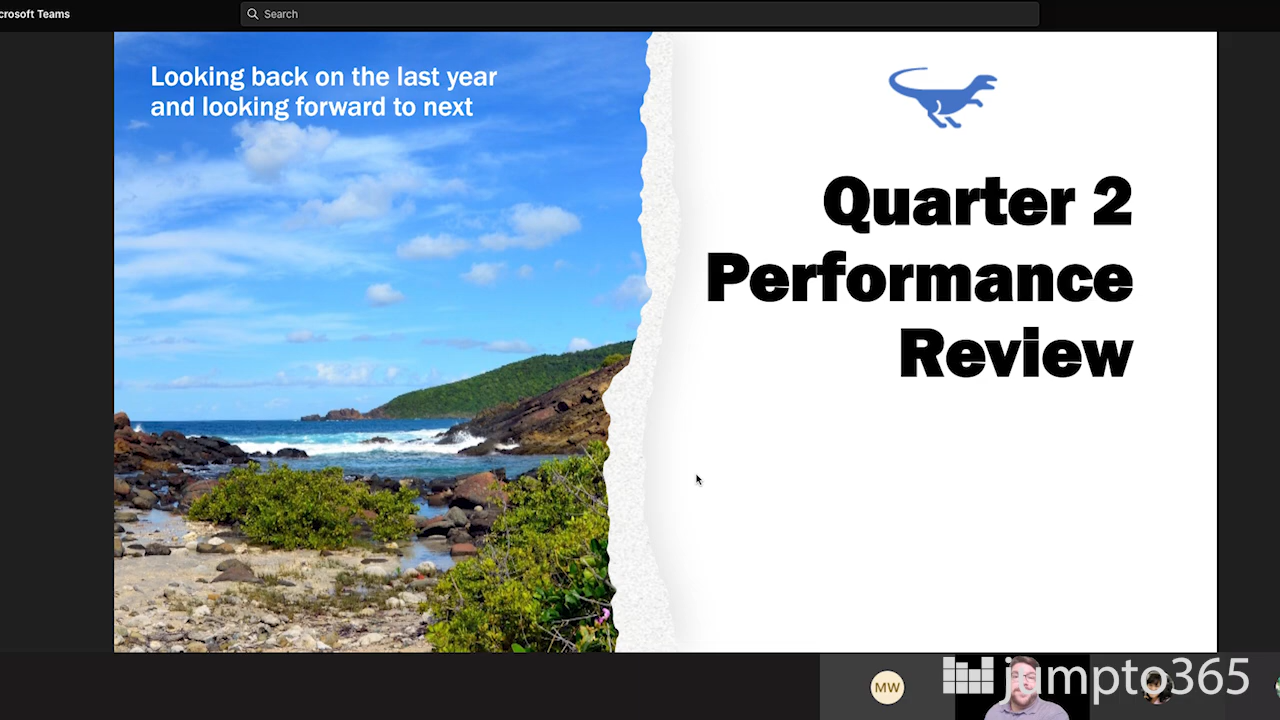 crosoft Teams
Search
Looking back on the last year
and looking forward to next
Quarter 2
Performance
Review
MW
jumpto365